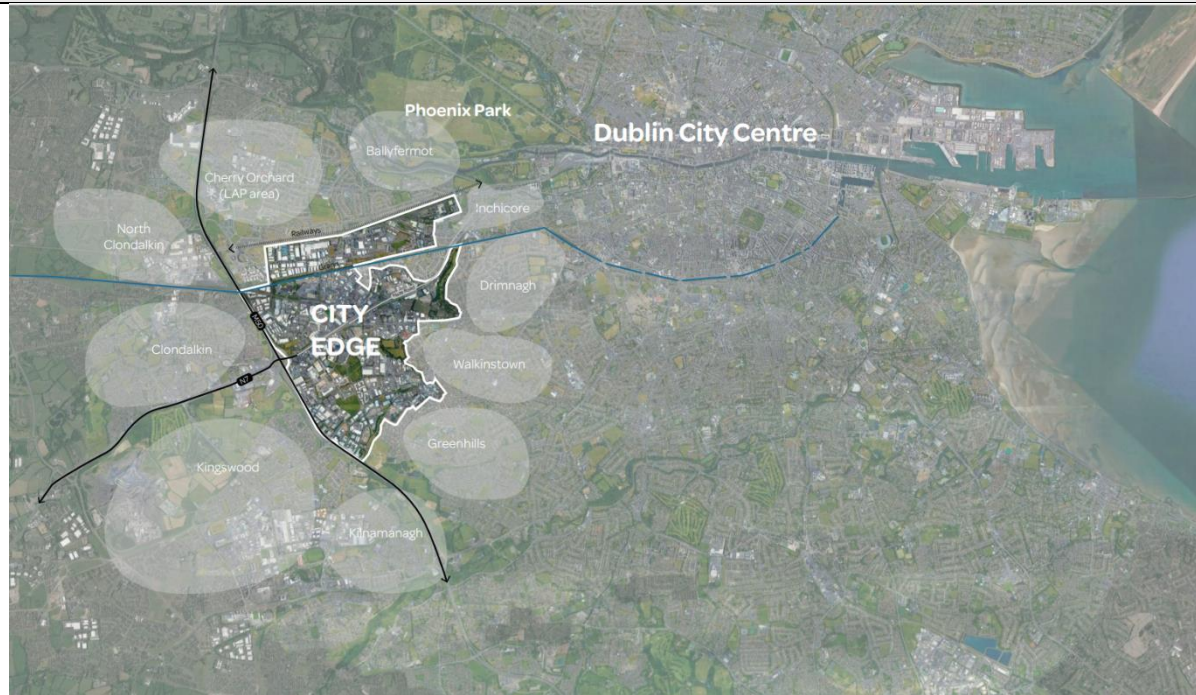 Phoenix Park
Dublin City Centre
Ballyfermot
Cherry Orchard
(LAP area)
Inchicore
North
Clondalkin
Railways
Drimnagh
CITY
EDGE
M50
Clondalkin
Walkinstown
N7
Greenhills
Kingswood
Kilnamanagh